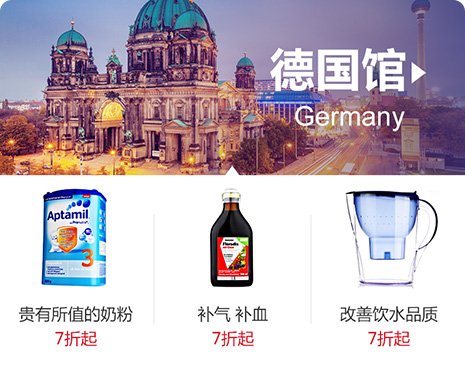 德国馆
Germany
Aptamil
3
Floradix
贵有所值的奶粉
7折起
补气 补血
7折起
改善饮水品质
7折起